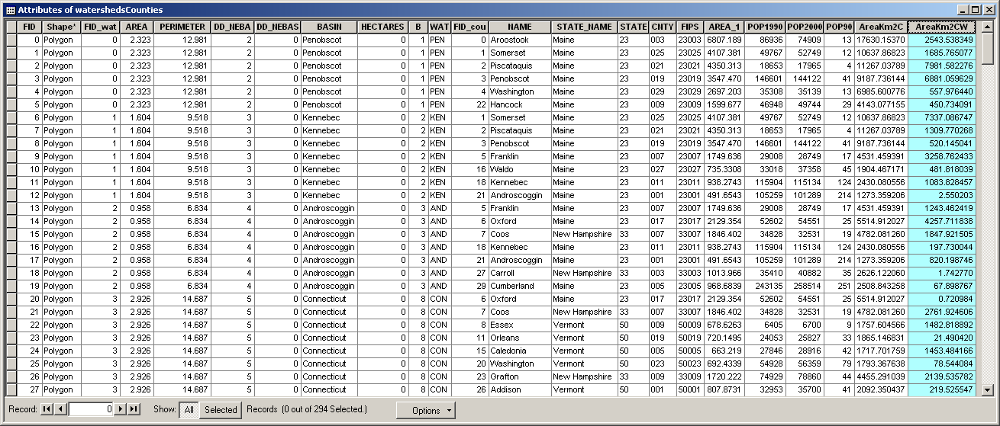 Attributes of watershedsCounties
FID Shape* FID_wat AREA PERIMETER DD_NEBA DD_NEBAS BASIN HECTARES B WAT FID_cou NAME STATE_NAME STATE CNTY FIPS AREA_1 POP1990 POP2000 POP90 AreaKm2C AreaKm2CW
0 Polygon 0 2.323 12.981 2 0 Penobscot 1 PEN 0 Aroostook Maine 23 003 23003 6807.189 86936 74909 13 17630.15370 2543.538349
1 Polygon 0 2.323 12.981 2 0 Penobscot 1 PEN 1 Somerset Maine 23 025 23025 4107.381 49767 52749 12 10637.86823 1685.765077
2 Polygon 0 2.323 12.981 2 0 Penobscot 1 PEN 2 Piscataquis Maine 23 021 23021 4350.313 18653 17965 4 11267.03789 7981.582276
3 Polygon 0 2.323 12.981 2 0 Penobscot 1 PEN 3 Penobscot Maine 23 019 23019 3547.470 146601 144122 41 9187.736144 6881.059629
4 Polygon 0 2.323 12.981 2 0 Penobscot 1 PEN 4 Washington Maine 23 029 23029 2697.203 35308 35139 13 6985.600776 557.976440
5 Polygon 0 2.323 12.981 2 0 Penobscot 1 PEN 22 Hancock Maine 23 009 23009 1599.677 46948 49744 29 4143.077155 450.734091
6 Polygon 1 1.604 9.518 3 0 Kennebec 2 KEN 1 Somerset Maine 23 025 23025 4107.381 49767 52749 12 10637.86823 7337.086747
7 Polygon 1 1.604 9.518 3 0 Kennebec 2 KEN 2 Piscataquis Maine 23 021 23021 4350.313 18653 17965 4 11267.03789 1309.770268
8 Polygon 1 1.604 9.518 3 0 Kennebec 2 KEN 3 Penobscot Maine 23 019 23019 3547.470 146601 144122 41 9187.736144 520.145041
9 Polygon 1 1.604 9.518 3 0 Kennebec 2 KEN 5 Franklin Maine 23 007 23007 1749.636 29008 28749 17 4531.459391 3258.762433
10 Polygon 1 1.604 9.518 3 0 Kennebec 2 KEN 16 Waldo Maine 23 027 23027 735.3308 33018 37358 45 1904.467171 481.818039
11 Polygon 1 1.604 9.518 3 0 Kennebec 2 KEN 18 Kennebec Maine 23 011 23011 938.2743 115904 115134 124 2430.080556 1083.828457
12 Polygon 1 1.604 9.518 3 0 Kennebec 2 KEN 21 Androscoggin Maine 23 001 23001 491.6543 105259 101289 214 1273.359206 2.550203
13 Polygon 2 0.958 6.834 4 0 Androscoggin 3 AND 5 Franklin Maine 23 007 23007 1749.636 29008 28749 17 4531.459391 1243.462419
14 Polygon 2 0.958 6.834 4 0 Androscoggin 3 AND 6 Oxford Maine 23 017 23017 2129.354 52602 54551 25 5514.912027 4257.711838
15 Polygon 2 0.958 6.834 4 0 Androscoggin 3 AND 7 Coos New Hampshire 33 007 33007 1846.402 34828 32531 19 4782.081260 1847.921505
16 Polygon 2 0.958 6.834 4 0 Androscoggin 3 AND 18 Kennebec Maine 23 011 23011 938.2743 115904 115134 124 2430.080556 197.730044
17 Polygon 2 0.958 6.834 4 0 Androscoggin 3 AND 21 Androscoggin Maine 23 001 23001 491.6543 105259 101289 214 1273.359206 820.198746
18 Polygon 2 0.958 6.834 4 0 Androscoggin 3 AND 27 Carroll New Hampshire 33 003 33003 1013.966 35410 40882 35 2626.122060 1.742770
19 Polygon 2 0.958 6.834 4 0 Androscoggin 3 AND 29 Cumberland Maine 23 005 23005 968.6839 243135 258514 251 2508.843258 67.898767
20 Polygon 3 2.926 14.687 5 0 Connecticut 8 CON 6 Oxford Maine 23 017 23017 2129.354 52602 54551 25 5514.912027 0.720984
21 Polygon 3 2.926 14.687 5 0 Connecticut 8 CON 7 Coos New Hampshire 33 007 33007 1846.402 34828 32531 19 4782.081260 2761.924606
22 Polygon 3 2.926 14.687 5 0 Connecticut 8 CON 8 Essex Vermont 50 009 50009 678.6263 6405 6700 9 1757.604566 1482.818892
23 Polygon 3 2.926 14.687 5 0 Connecticut 8 CON 11 Orleans Vermont 50 019 50019 720.1495 24053 25827 33 1865.146831 21.490420
24 Polygon 3 2.926 14.687 5 0 Connecticut 8 CON 15 Caledonia Vermont 50 005 50005 663.219 27846 28916 42 1717.701759 1453.484166
25 Polygon 3 2.926 14.687 5 0 Connecticut 8 CON 20 Washington Vermont 50 023 50023 692.4339 54928 56359 79 1793.367638 78.544084
26 Polygon 3 2.926 14.687 5 0 Connecticut 8 CON 23 Grafton New Hampshire 33 009 33009 1720.222 74929 78860 44 4455.291039 2139.535782
27 Polygon 3 2.926 14.687 5 0 Connecticut 8 CON 26 Addison Vermont 50 001 50001 807.8731 32953 35700 41 2092.350437 219.525547
Record: 0 Show: All Selected Records (0 out of 294 Selected.) Options